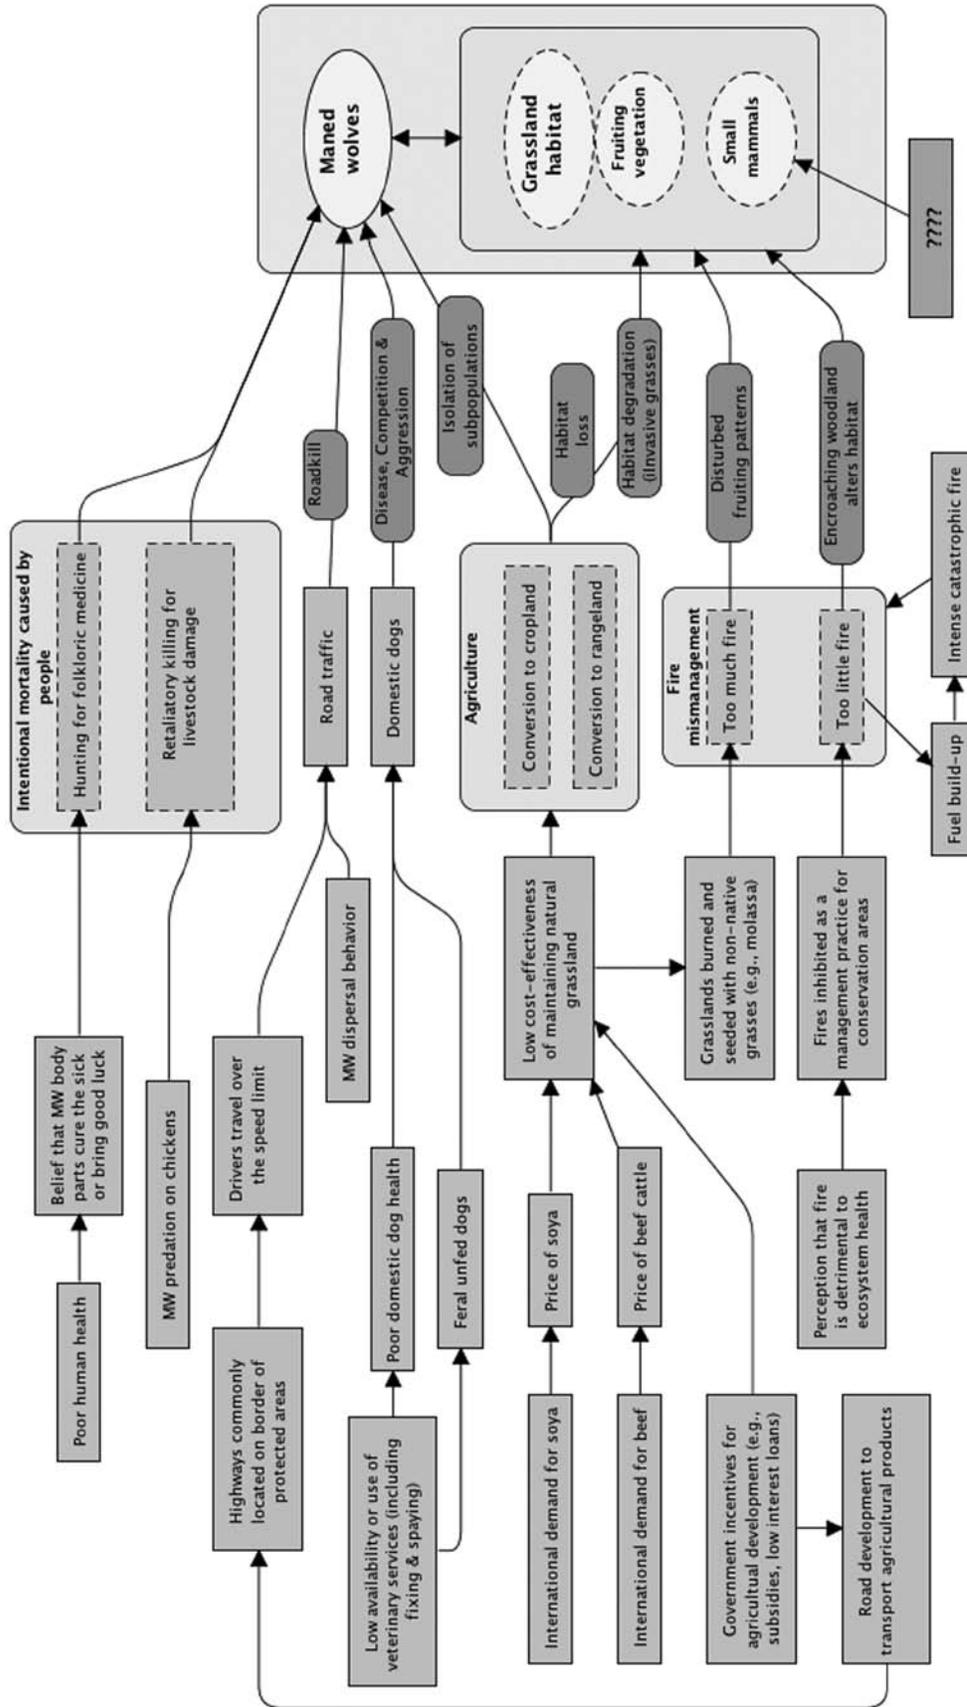 Poor human health
Belief that MW body
parts cure the sick
or bring good luck
Intentional mortality caused by
people
Hunting for folkloric medicine
MW predation on chickens
Retaliatory killing for
livestock damage
Maned
wolves
Highways commonly
located on border of
protected areas
Drivers travel over
the speed limit
MW dispersal behavior
Road traffic
Roadkill
Low availability or use of
veterinary services (including
fixing & spaying)
Poor domestic dog health
Feral unfed dogs
Domestic dogs
Disease, Competition &
Aggression
Isolation of
subpopulations
International demand for soya
Price of soya
Low cost-effectiveness
of maintaining natural
grassland
Agriculture
Conversion to cropland
Conversion to rangeland
Habitat
loss
Habitat degradation
(iInvasive grasses)
Grassland
habitat
Fruiting
vegetation
Small
mammals
International demand for beef
Price of beef cattle
Government incentives for
agricultural development (e.g.,
subsidies, low interest loans)
Grasslands burned and
seeded with non-native
grasses (e.g., molassa)
Fire
mismanagement
Too much fire
Disturbed
fruiting patterns
Road development to
transport agricultural products
Perception that fire
is detrimental to
ecosystem health
Fires inhibited as a
management practice for
conservation areas
Too little fire
Encroaching woodland
alters habitat
Fuel build-up
Intense catastrophic fire
????